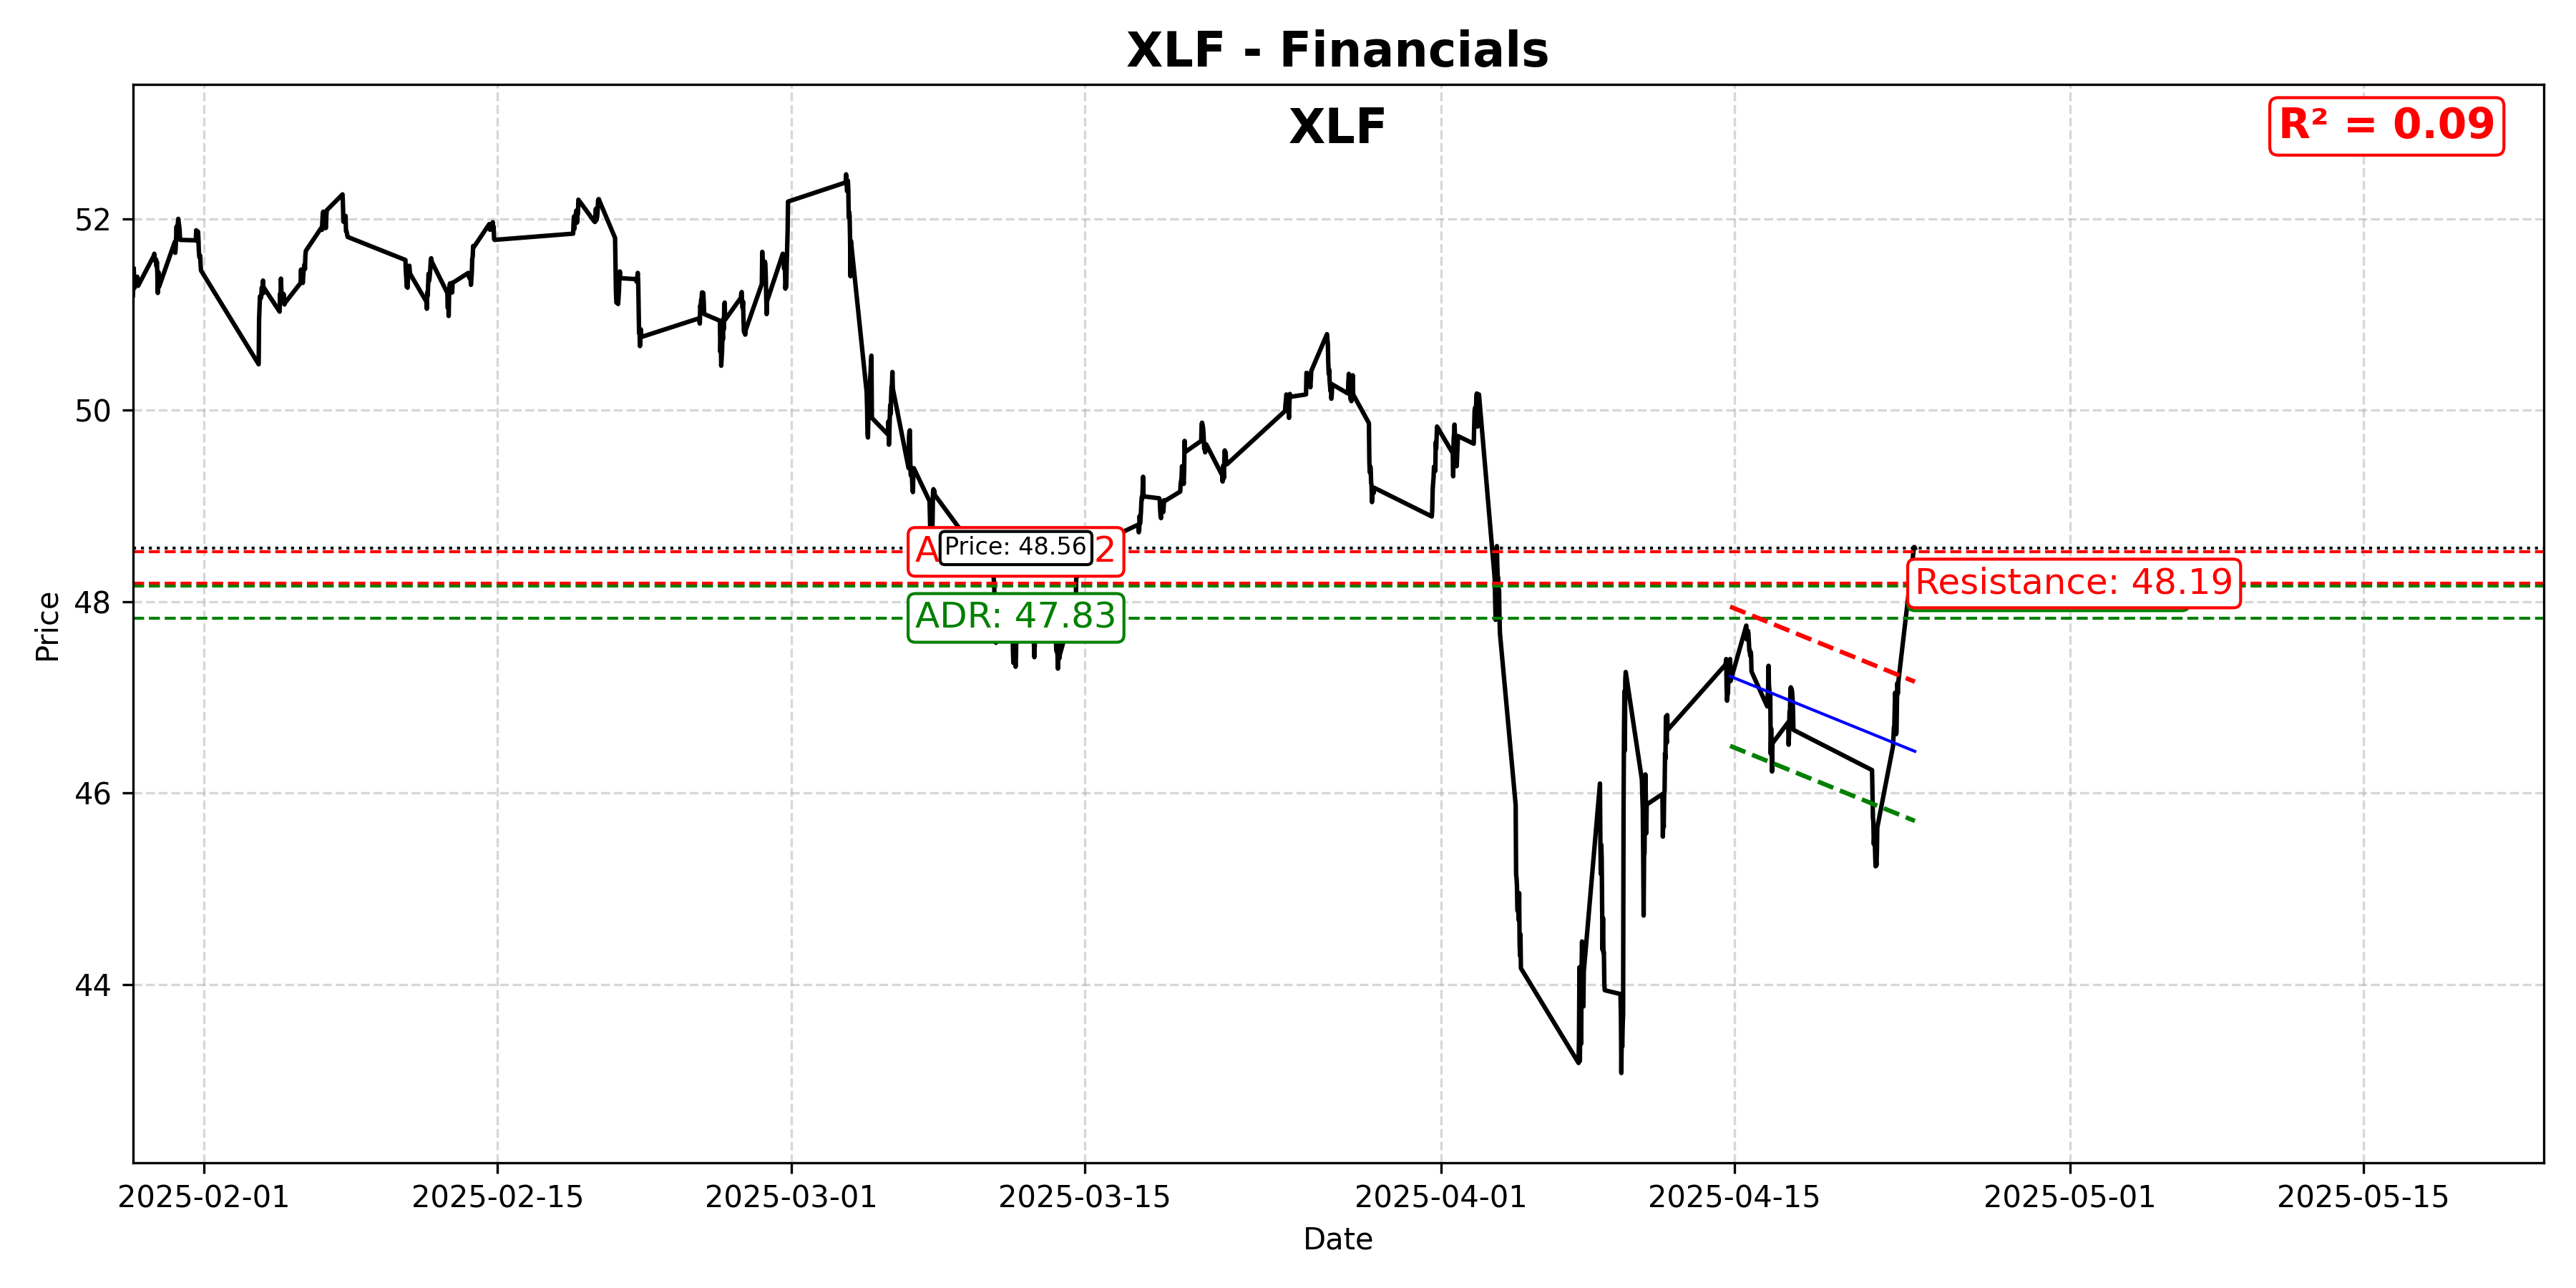 XLF - Financials
XLF
R² = 0.09
52
50
48
46
44
Price
Price: 48.56
ADR: 47.83
Resistance: 48.19
2025-02-01
2025-02-15
2025-03-01
2025-03-15
2025-04-01
2025-04-15
2025-05-01
2025-05-15
Date